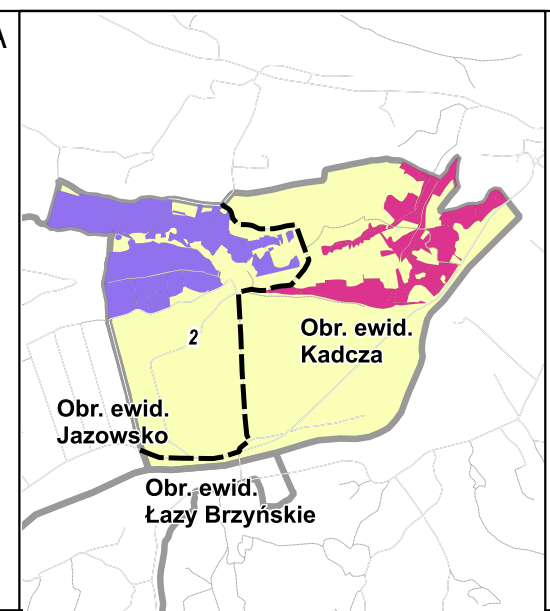 A
Obr. ewid.
Kadcza
2
Obr. ewid.
Jazowsko
Obr. ewid.
Łazy Brzyńskie